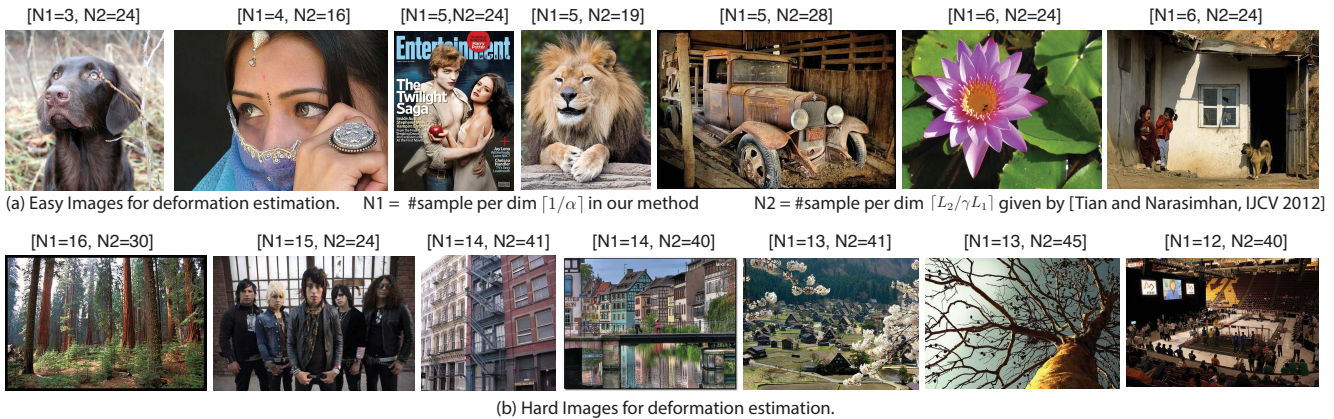 [N1=3, N2=24] [N1=4, N2=16] [N1=5,N2=24] [N1=5, N2=19] [N1=5, N2=28] [N1=6, N2=24] [N1=6, N2=24]
Entertainment
The
Twilight
Saga
(a) Easy Images for deformation estimation. N1 = #sample per dim ⌈1/α⌉ in our method N2 = #sample per dim ⌈L₂/γL₁⌉ given by [Tian and Narasimhan, IJCV 2012]
[N1=16, N2=30] [N1=15, N2=24] [N1=14, N2=41] [N1=14, N2=40] [N1=13, N2=41] [N1=13, N2=45] [N1=12, N2=40]
(b) Hard Images for deformation estimation.